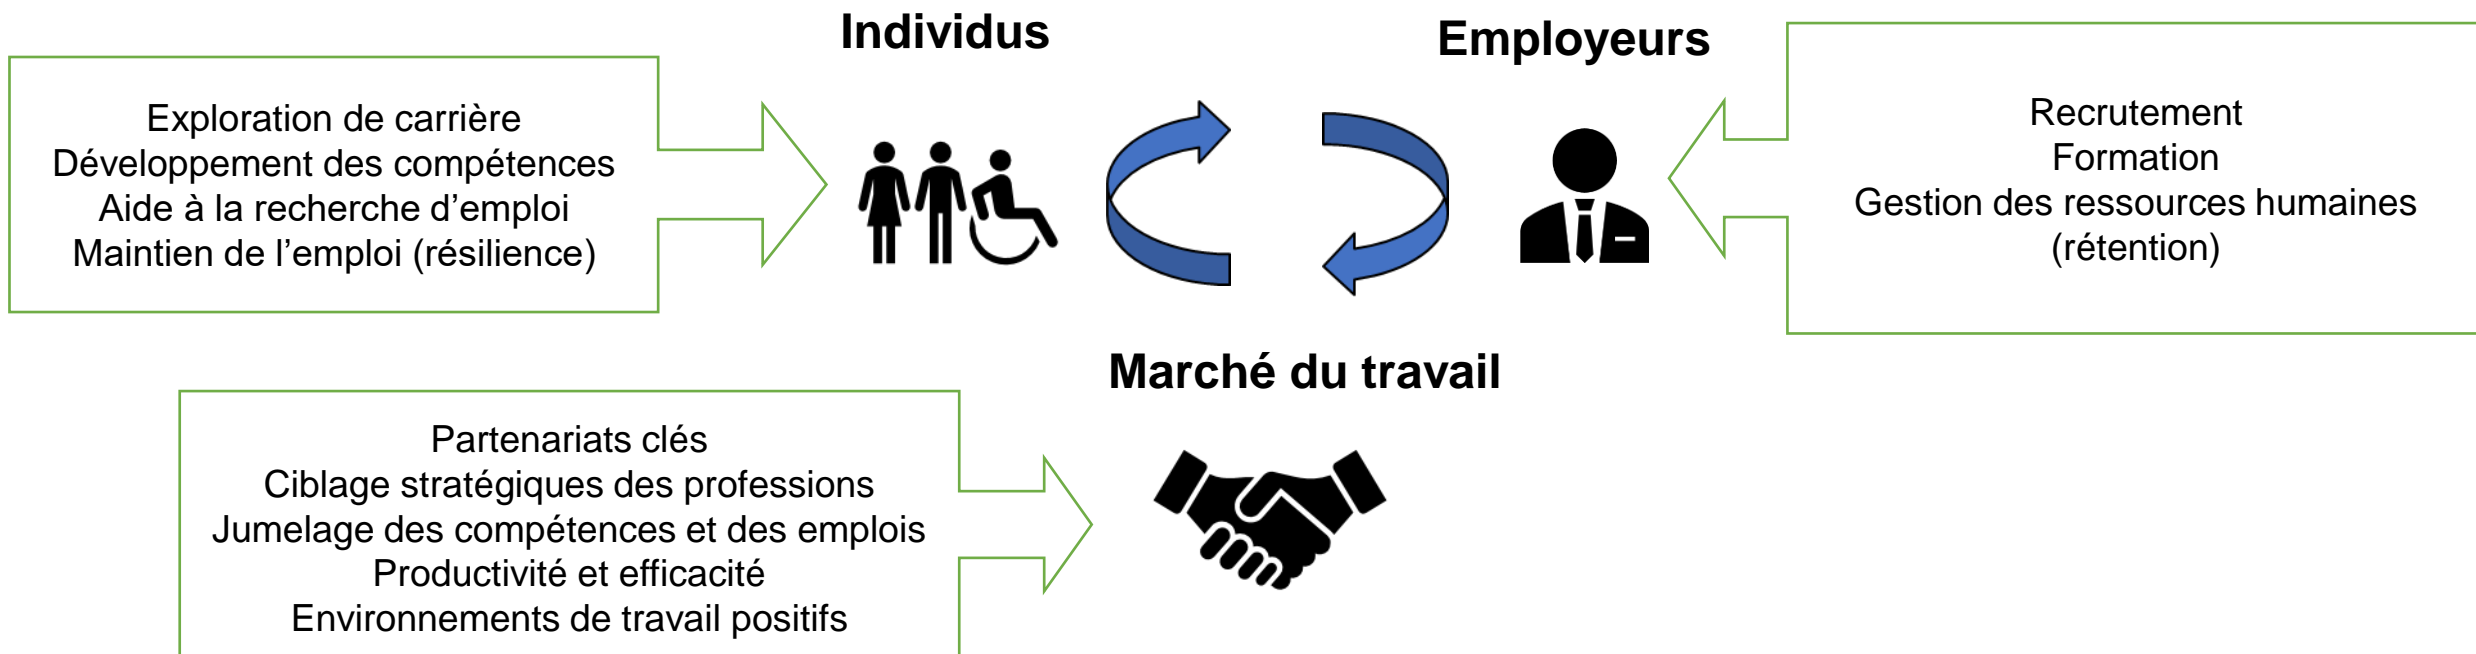 Individus
Employeurs
Exploration de carrière
Développement des compétences
Aide à la recherche d’emploi
Maintien de l’emploi (résilience)
Recrutement
Formation
Gestion des ressources humaines
(rétention)
Marché du travail
Partenariats clés
Ciblage stratégiques des professions
Jumelage des compétences et des emplois
Productivité et efficacité
Environnements de travail positifs